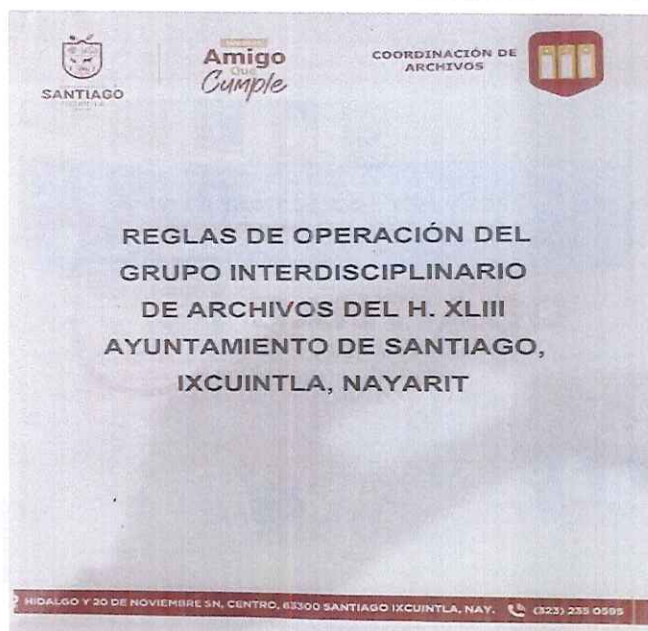 SANTIAGO
Amigo
Que
Cumple
COORDINACIÓN DE
ARCHIVOS
REGLAS DE OPERACIÓN DEL
GRUPO INTERDISCIPLINARIO
DE ARCHIVOS DEL H. XLIII
AYUNTAMIENTO DE SANTIAGO,
IXCUINTLA, NAYARIT
HIDALGO Y 20 DE NOVIEMBRE SN, CENTRO, 63300 SANTIAGO IXCUINTLA, NAY. (323) 235 0595